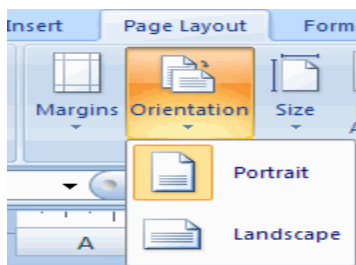 Insert Page Layout Form
Margins Orientation Size
Portrait
Landscape
A